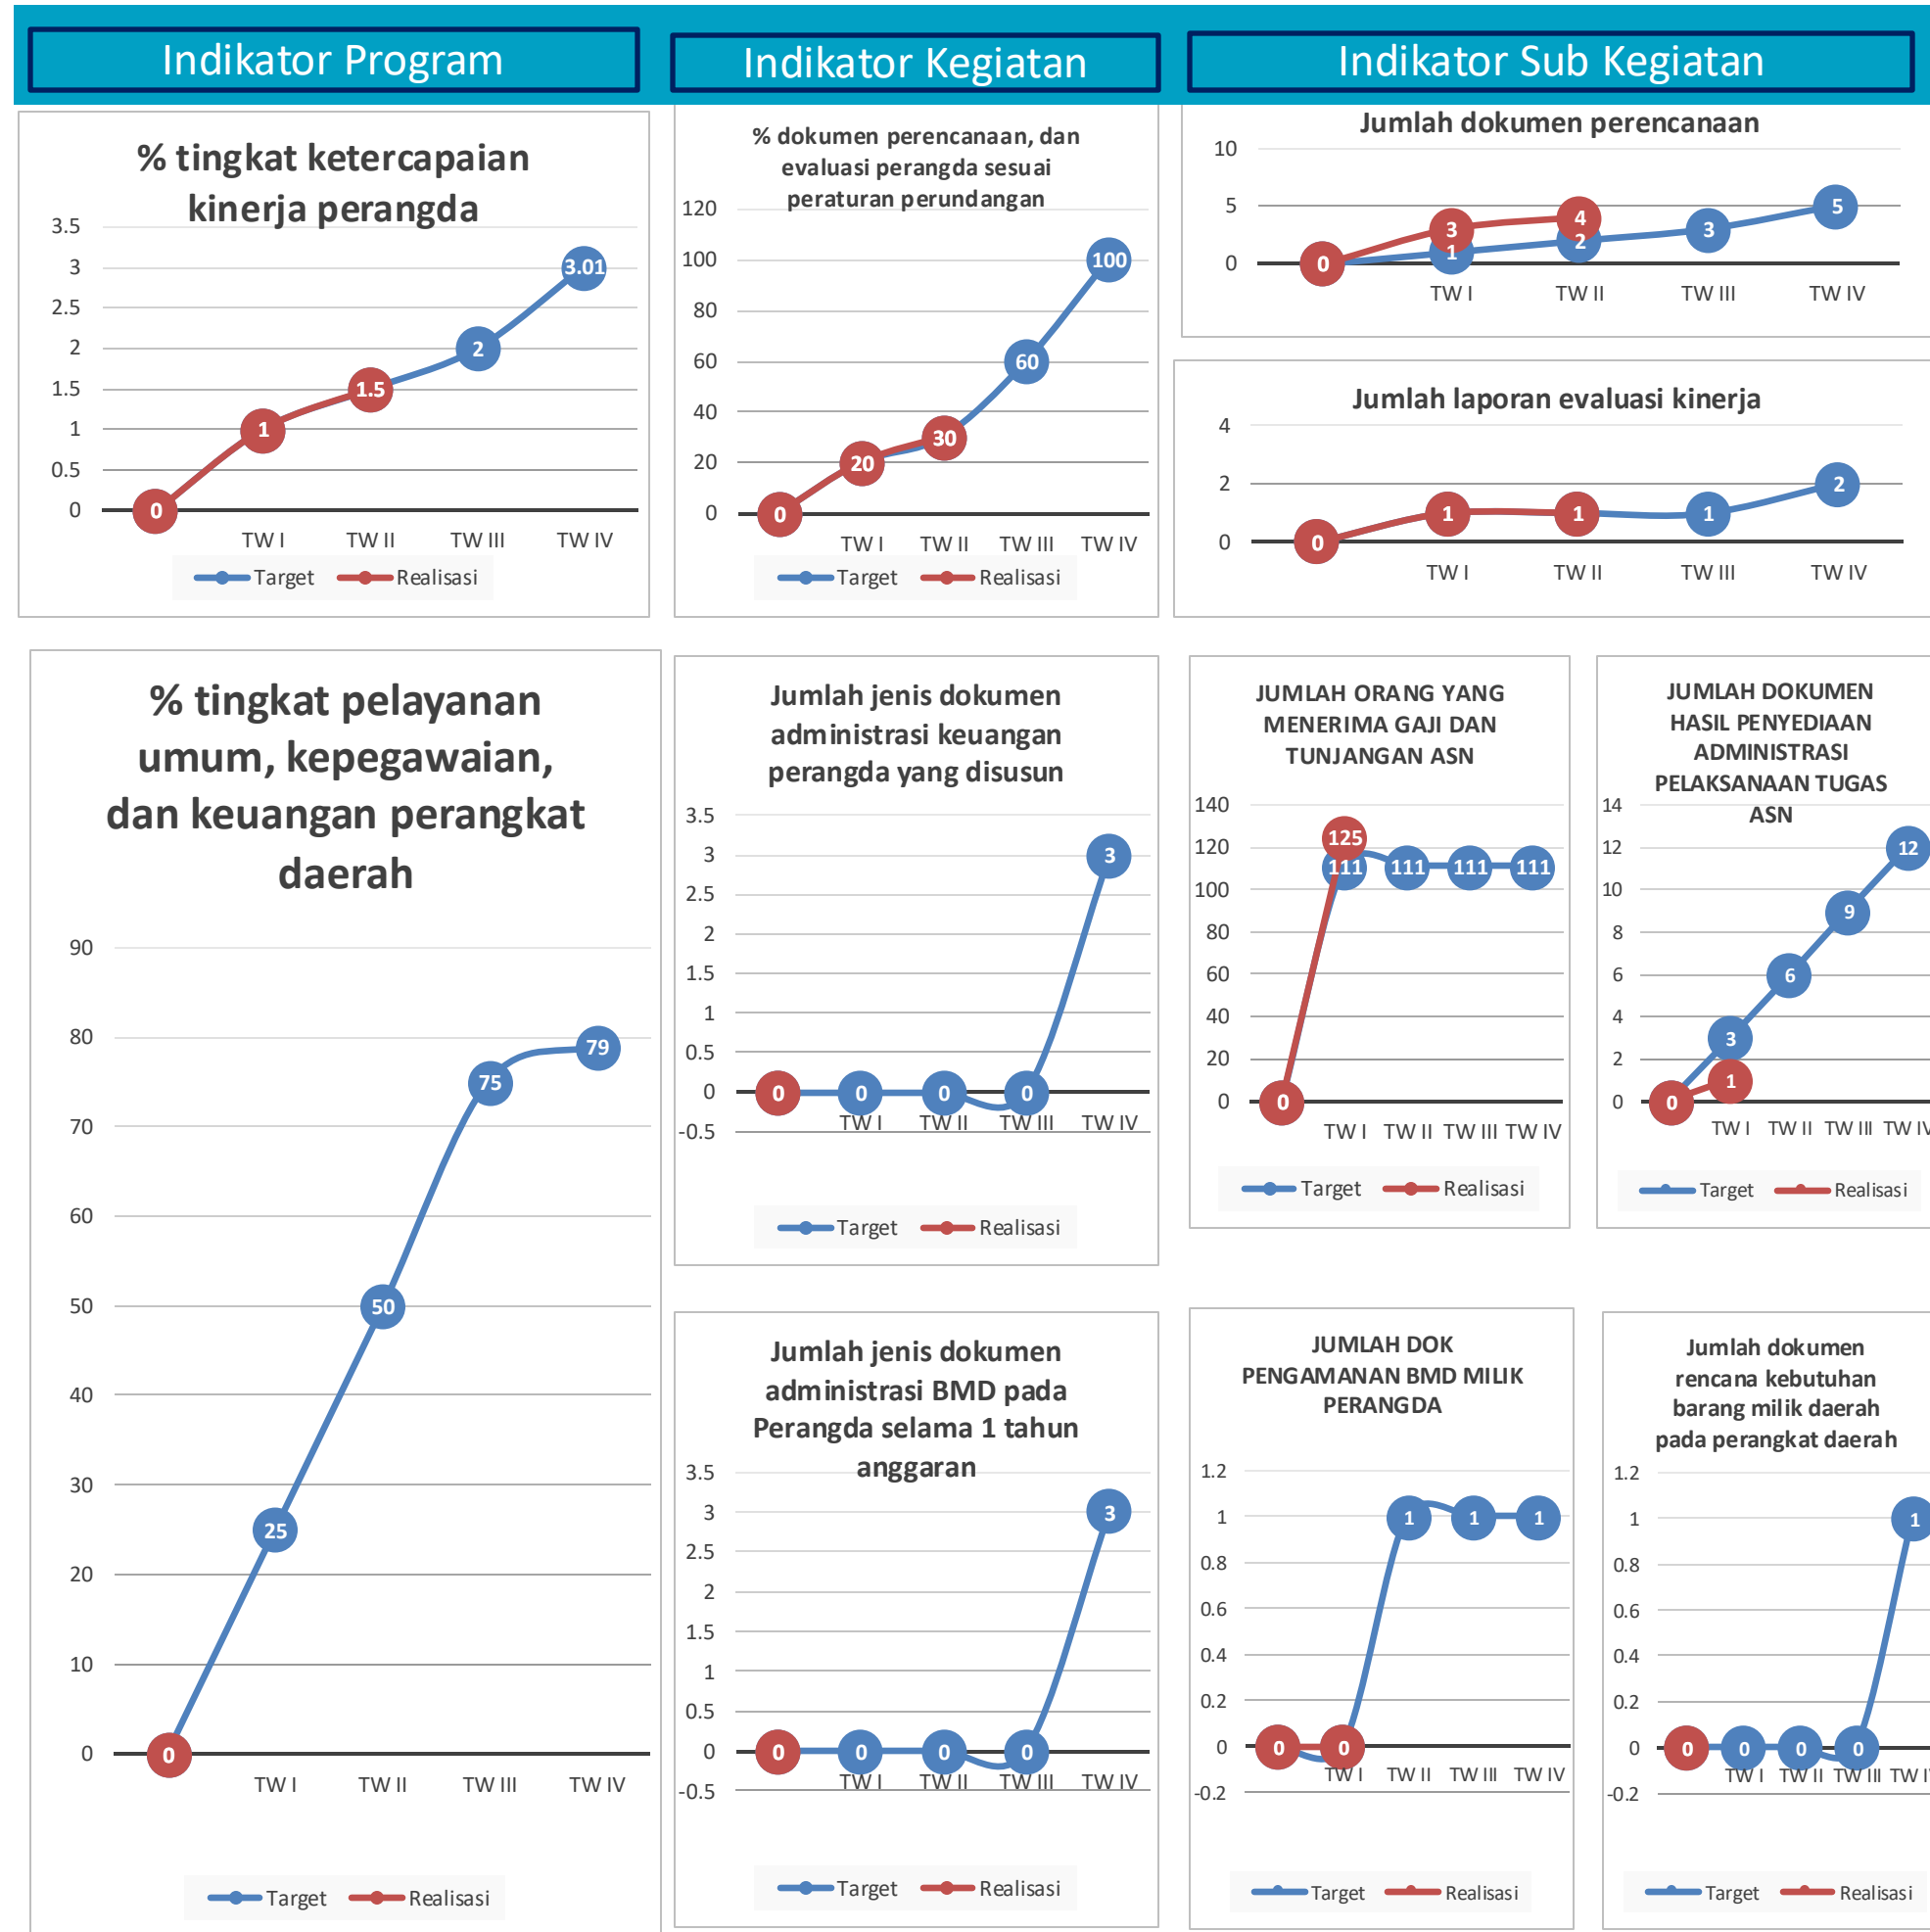 Indikator Program
Indikator Kegiatan
Indikator Sub Kegiatan
% tingkat ketercapaian
kinerja perangda
3.5
3
2.5
2
1.5
1
0.5
0
0
1
1.5
2
3.01
TW I TW II TW III TW IV
Target Realisasi
% dokumen perencanaan, dan
evaluasi perangda sesuai
peraturan perundangan
120
100
80
60
40
20
0
0
20
30
60
100
TW I TW II TW III TW IV
Target Realisasi
Jumlah dokumen perencanaan
10
5
0
0
3
1
4
2
3
5
TW I TW II TW III TW IV
Jumlah laporan evaluasi kinerja
4
2
0
0
1
1
1
2
TW I TW II TW III TW IV
% tingkat pelayanan
umum, kepegawaian,
dan keuangan perangkat
daerah
90
80
70
60
50
40
30
20
10
0
0
25
50
75
79
TW I TW II TW III TW IV
Target Realisasi
Jumlah jenis dokumen
administrasi keuangan
perangda yang disusun
3.5
3
2.5
2
1.5
1
0.5
0
-0.5
0
0
0
0
3
TW I TW II TW III TW IV
Target Realisasi
JUMLAH ORANG YANG
MENERIMA GAJI DAN
TUNJANGAN ASN
140
120
100
80
60
40
20
0
0
125
111
111
111
111
TW I TW II TW III TW IV
Target Realisasi
JUMLAH DOKUMEN
HASIL PENYEDIAAN
ADMINISTRASI
PELAKSANAAN TUGAS
ASN
14
12
10
8
6
4
2
0
0
1
3
6
9
12
TW I TW II TW III TW IV
Target Realisasi
Jumlah jenis dokumen
administrasi BMD pada
Perangda selama 1 tahun
anggaran
3.5
3
2.5
2
1.5
1
0.5
0
-0.5
0
0
0
0
3
TW I TW II TW III TW IV
Target Realisasi
JUMLAH DOK
PENGAMANAN BMD MILIK
PERANGDA
1.2
1
0.8
0.6
0.4
0.2
0
-0.2
0
0
1
1
1
TW I TW II TW III TW IV
Target Realisasi
Jumlah dokumen
rencana kebutuhan
barang milik daerah
pada perangkat daerah
1.2
1
0.8
0.6
0.4
0.2
0
-0.2
0
0
0
0
1
TW I TW II TW III TW I
Target Realisasi